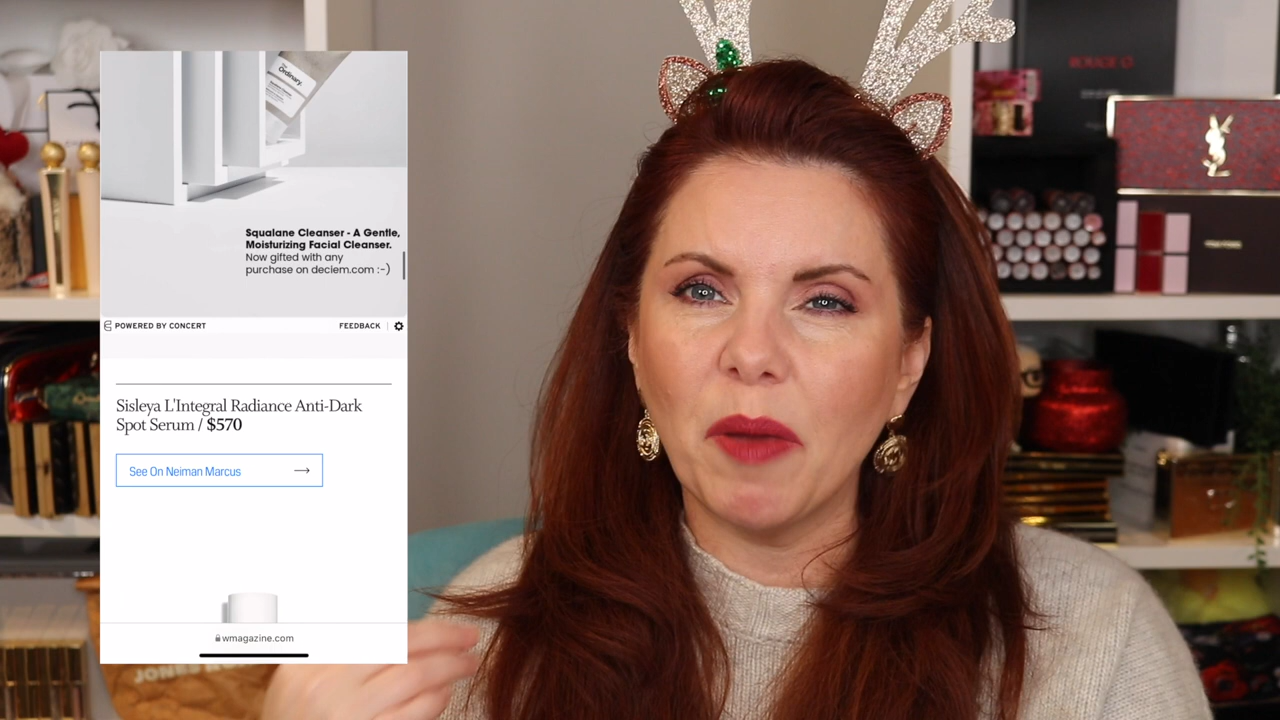 The
Ordinary.
Squalane Cleanser - A Gentle,
Moisturizing Facial Cleanser.
Now gifted with any
purchase on deciem.com :-)
POWERED BY CONCERT
FEEDBACK
Sisleya L'Integral Radiance Anti-Dark
Spot Serum / $570
See On Neiman Marcus
wmagazine.com
ROUGE G